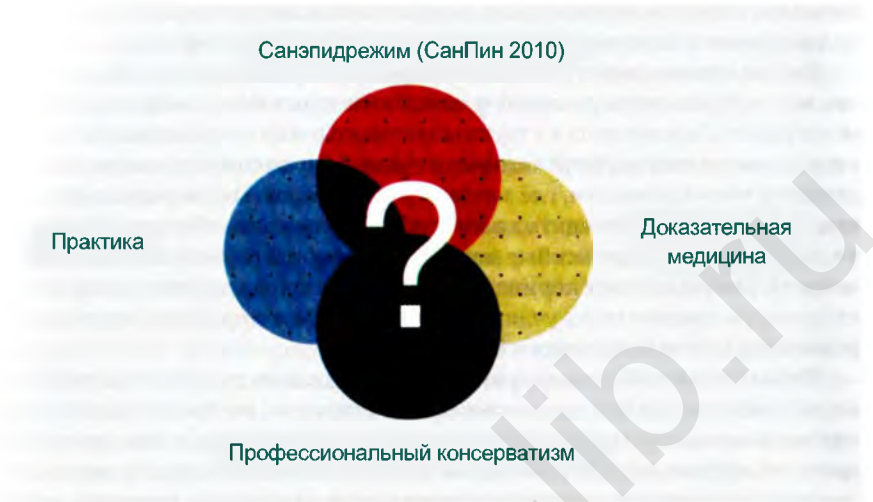 Санэпидрежим (СанПин 2010)
?
Практика
Доказательная
медицина
Профессиональный консерватизм
lib.ru